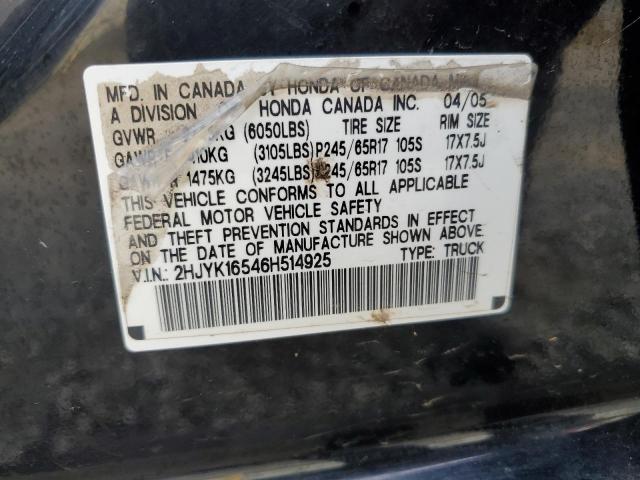 MFD. IN CANADA BY HONDA OF CANADA
A DIVISION HONDA CANADA INC. 04/05
GVWR KG (6050LBS) TIRE SIZE RIM SIZE
KG (3105LBS) P245/65R17 105S 17X7.5J
1475KG (3245LBS) 245/65R17 105S 17X7.5J
THIS VEHICLE CONFORMS TO ALL APPLICABLE
FEDERAL MOTOR VEHICLE SAFETY
AND THEFT PREVENTION STANDARDS IN EFFECT
ON THE DATE OF MANUFACTURE SHOWN ABOVE.
V.I.N.: 2HJYK16546H514925 TYPE: TRUCK